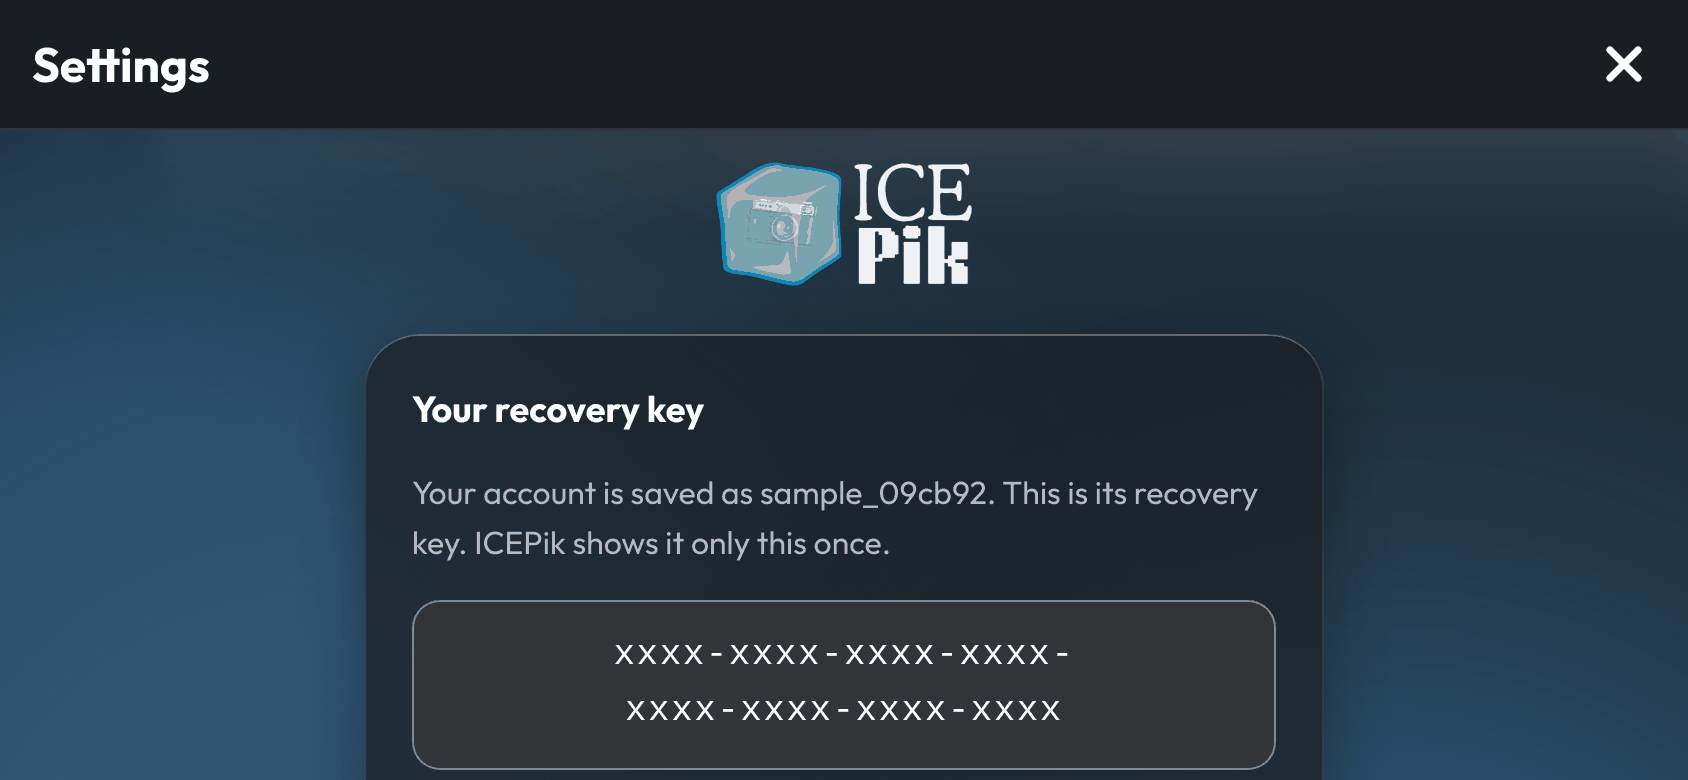 Settings
ICE
Pik
Your recovery key
Your account is saved as sample_09cb92. This is its recovery
key. ICEPik shows it only this once.
XXXX-XXXX-XXXX-XXXX-
XXXX-XXXX-XXXX-XXXX